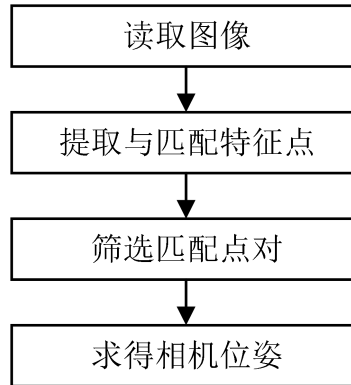 读取图像
提取与匹配特征点
筛选匹配点对
求得相机位姿